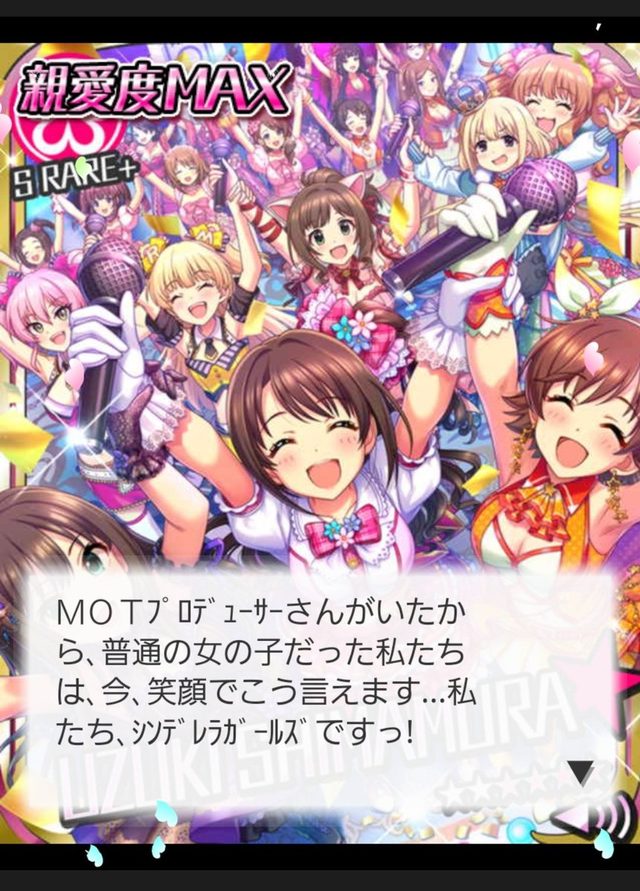 親愛度MAX
S RARE+
ＭＯＴﾌﾟﾛﾃﾞｭｰｻｰさんがいたか
ら､普通の女の子だった私たち
は､今､笑顔でこう言えます...私
たち､ｼﾝﾃﾞﾚﾗｶﾞｰﾙｽﾞですっ!
UZUKI SHIMAMURA